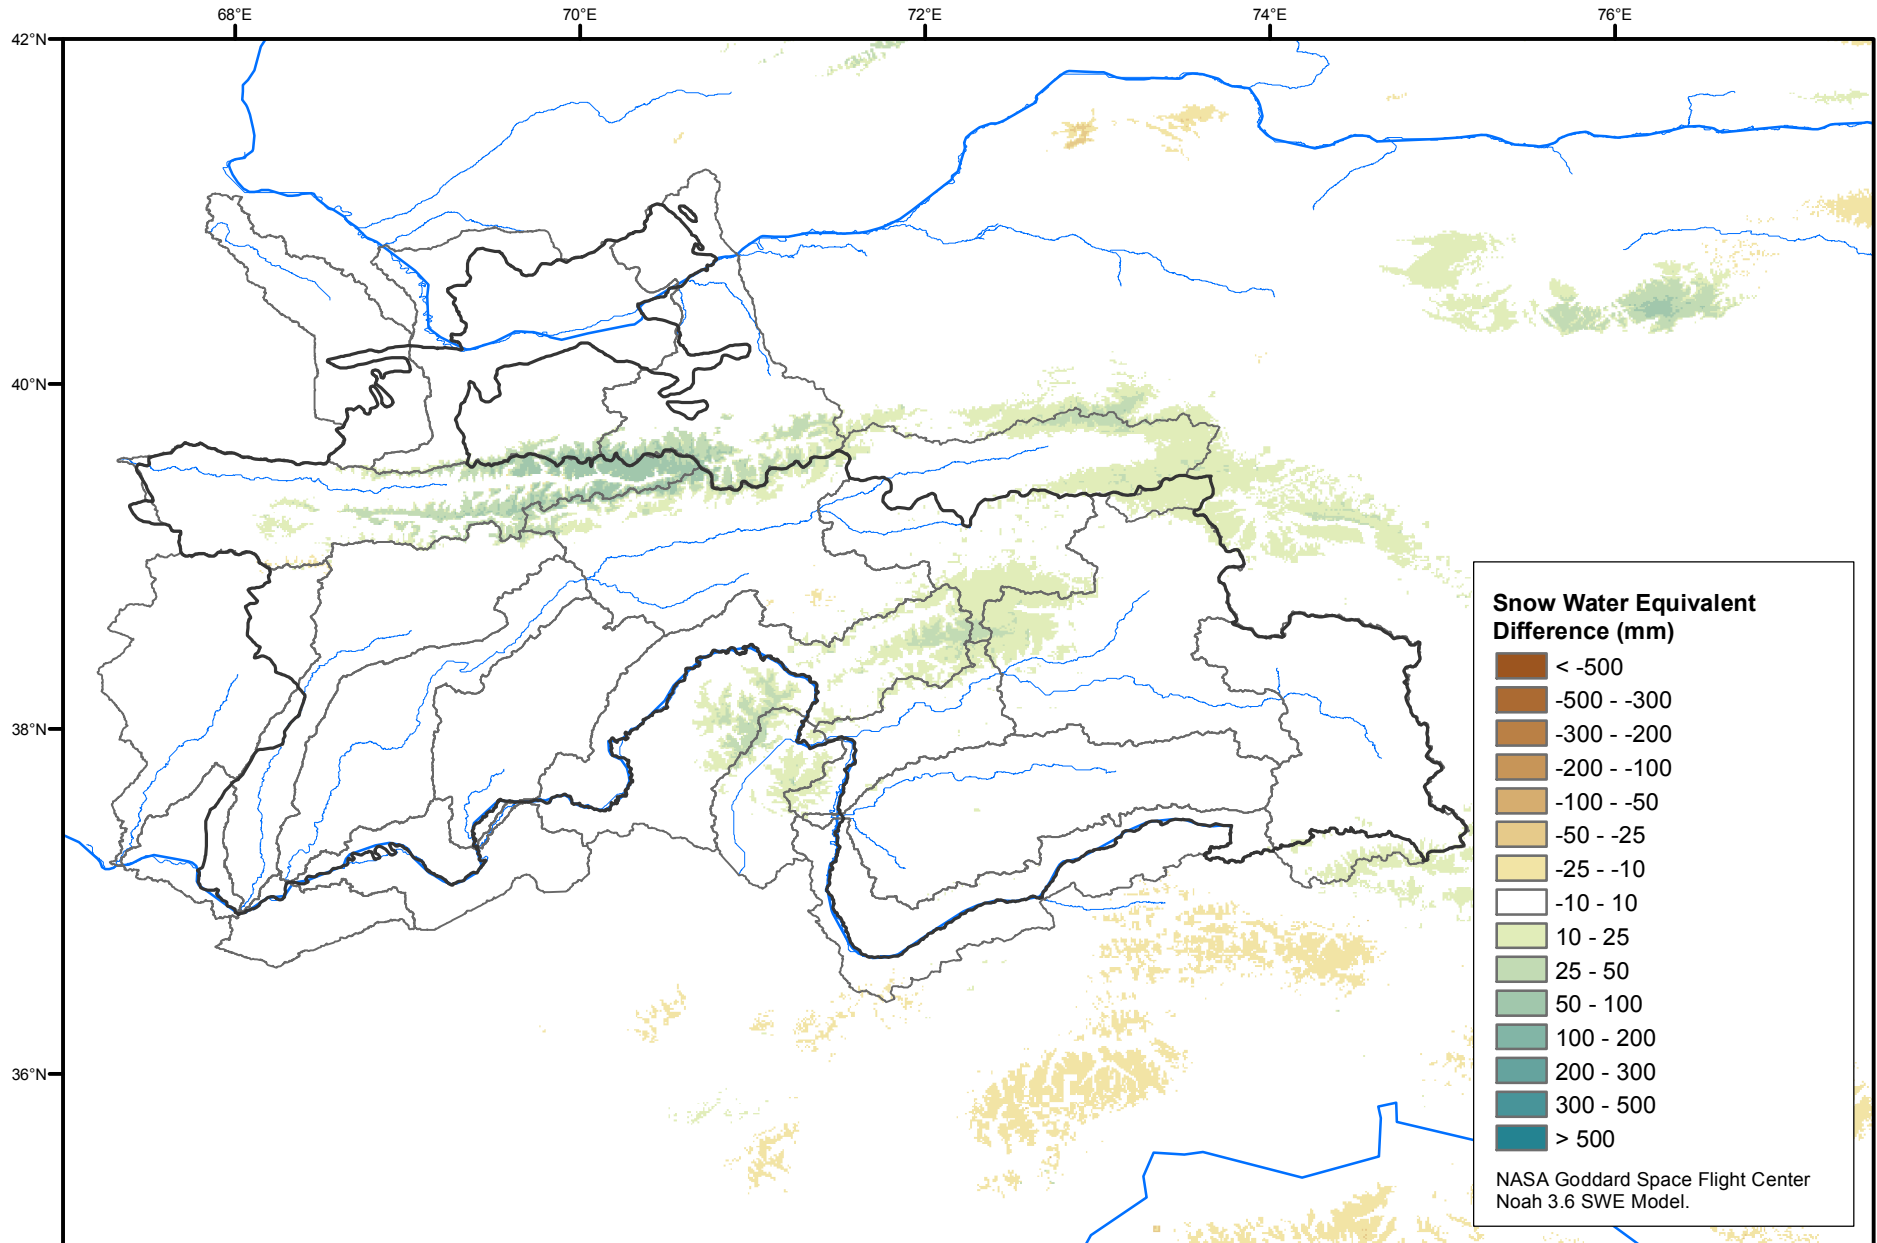 68°E
70°E
72°E
74°E
76°E
42°N
40°N
38°N
36°N
Snow Water Equivalent
Difference (mm)
< -500
-500 - -300
-300 - -200
-200 - -100
-100 - -50
-50 - -25
-25 - -10
-10 - 10
10 - 25
25 - 50
50 - 100
100 - 200
200 - 300
300 - 500
> 500
NASA Goddard Space Flight Center
Noah 3.6 SWE Model.